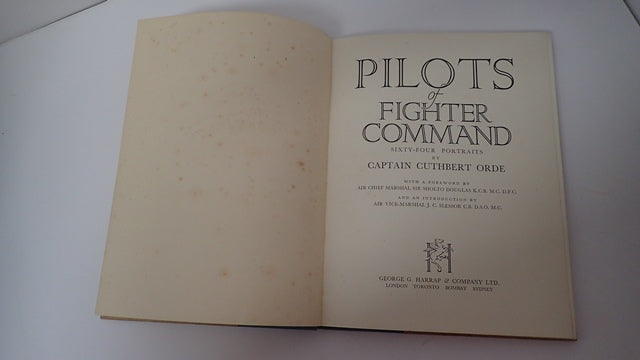 PILOTS
of
FIGHTER
COMMAND
SIXTY-FOUR PORTRAITS
BY
CAPTAIN CUTHBERT ORDE
WITH A FOREWORD BY
AIR CHIEF MARSHAL SIR SHOLTO DOUGLAS K.C.B. M.C. D.F.C.
AND AN INTRODUCTION BY
AIR VICE-MARSHAL J. C. SLESSOR C.B. D.S.O. M.C.
GEORGE G. HARRAP & COMPANY LTD.
LONDON TORONTO BOMBAY SYDNEY